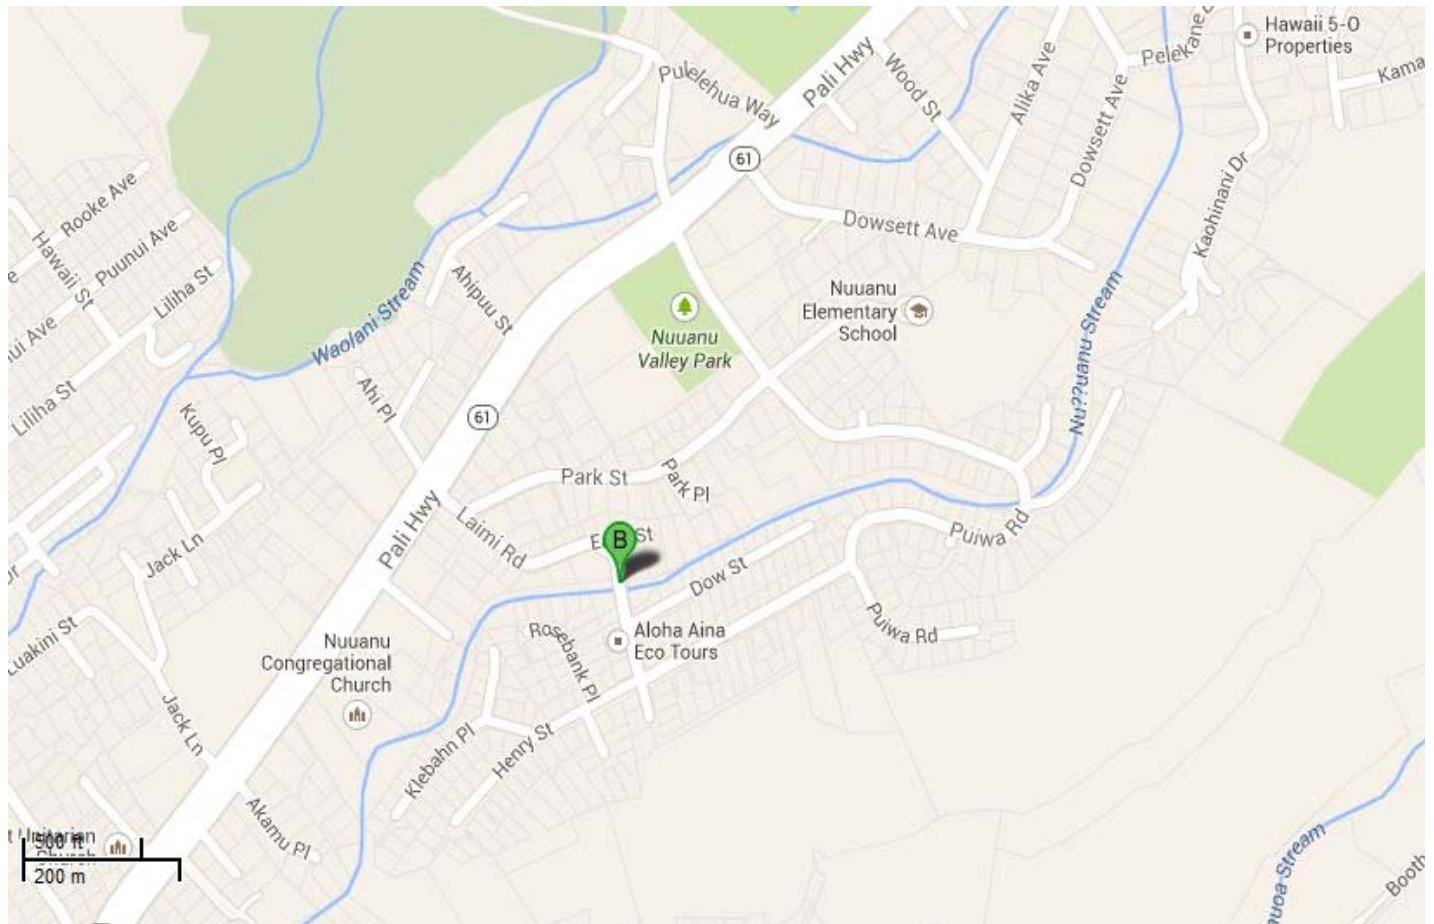 Hawaii 5-O
Properties
Pali Hwy
Wood St
Alika Ave
Pelekane
Kama
Pulelehua Way
Dowsett Ave
61
Kaohinani Dr
Rooke Ave
Hawaii St
Puunui Ave
Liliha St
Dowsett Ave
Ahipuu St
Waolani Stream
Nuuanu
Elementary
School
Nuuanu
Valley Park
Nu??uanu Stream
Liliha St
Ahi Pl
61
Kupu Pl
Park St
Park Pl
Pali Hwy
Laimi Rd
St
B
Puiwa Rd
Jack Ln
Dow St
Puiwa Rd
Luakini St
Rosebank Pl
Aloha Aina
Eco Tours
Nuuanu
Congregational
Church
Jack Ln
Klebahn Pl
Henry St
Akamu Pl
Unitarian
Church
500 ft
200 m
uoa Stream
Booth